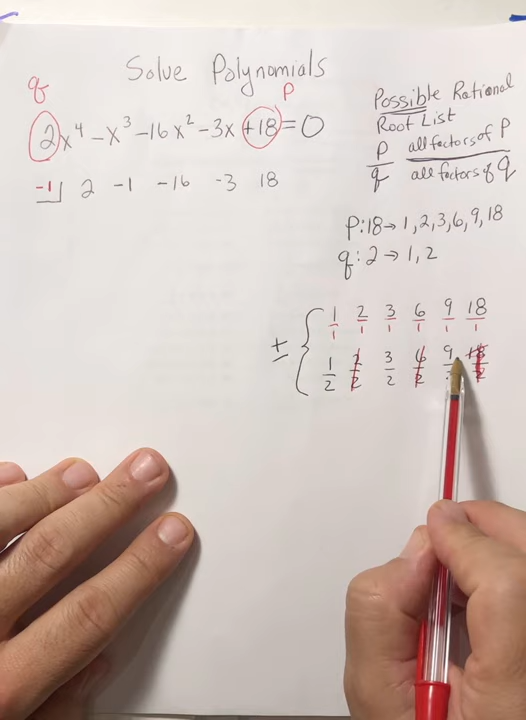 Solve Polynomials
q
p
2x⁴ - x³ - 16x² - 3x + 18 = 0
-1 2 -1 -16 -3 18
Possible Rational
Root List
P/q all factors of P/all factors of q
p: 18 → 1, 2, 3, 6, 9, 18
q: 2 → 1, 2
± { 1/1 2/1 3/1 6/1 9/1 18/1
1/2 2/2 3/2 6/2 9/ 18/2